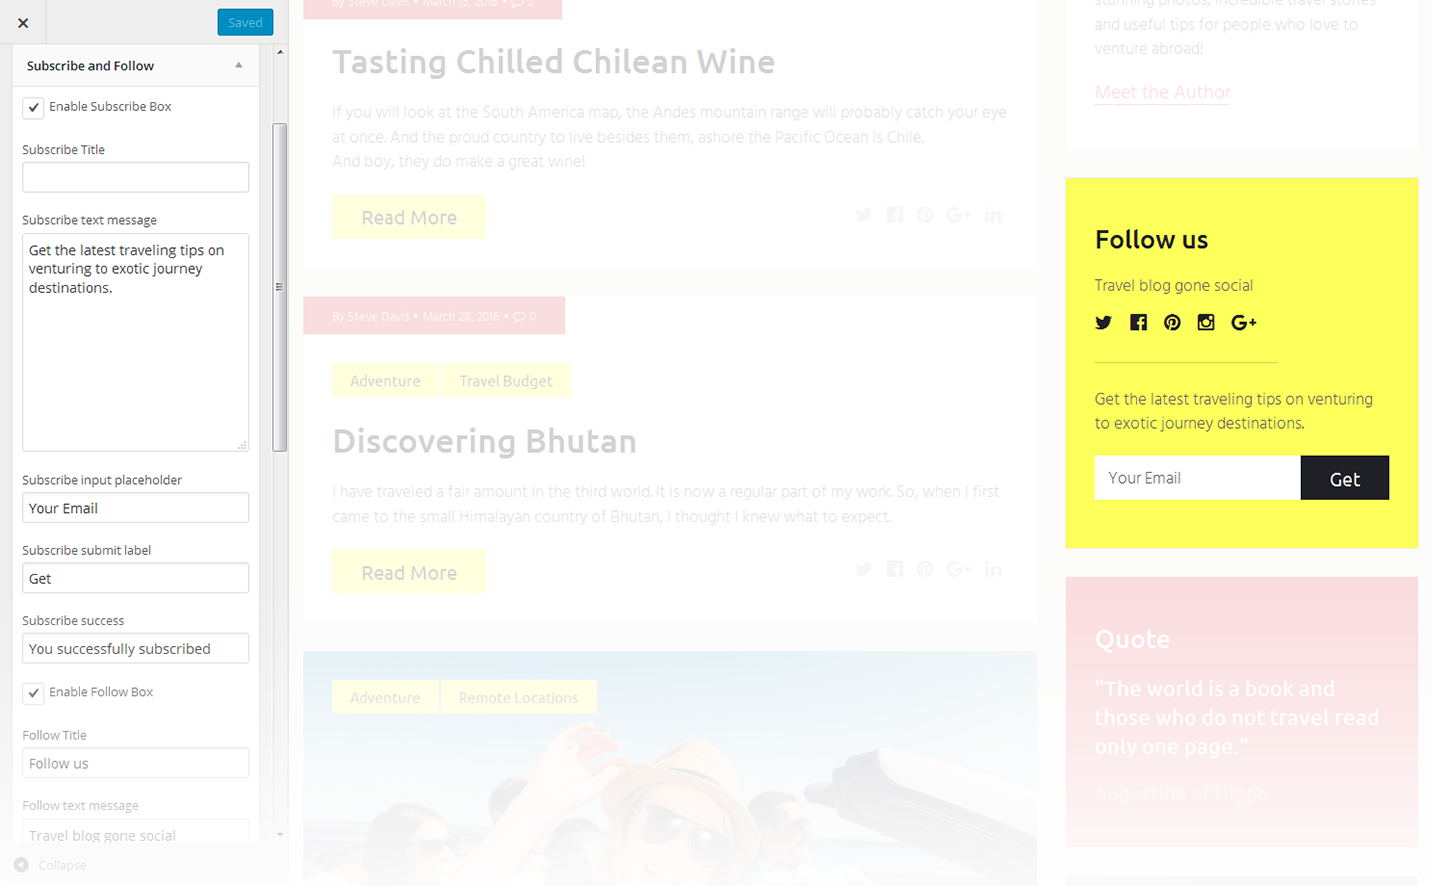 Saved
Subscribe and Follow
Enable Subscribe Box
Subscribe Title
Subscribe text message
Get the latest traveling tips on
venturing to exotic journey
destinations.
Subscribe input placeholder
Your Email
Subscribe submit label
Get
Subscribe success
You successfully subscribed
Enable Follow Box
Follow Title
Follow us
Follow text message
Travel blog gone social
Collapse
By Steve Davis • March 15, 2016 • 2
Tasting Chilled Chilean Wine
If you will look at the South America map, the Andes mountain range will probably catch your eye
at once. And the proud country to live besides them, ashore the Pacific Ocean is Chile.
And boy, they do make a great wine!
Read More
By Steve Davis • March 28, 2016 • 0
Adventure
Travel Budget
Discovering Bhutan
I have traveled a fair amount in the third world. It is now a regular part of my work. So, when I first
came to the small Himalayan country of Bhutan, I thought I knew what to expect.
Read More
Adventure
Remote Locations
stunning photos, incredible travel stories
and useful tips for people who love to
venture abroad!
Meet the Author
Follow us
Travel blog gone social
Get the latest traveling tips on venturing
to exotic journey destinations.
Your Email
Get
Quote
"The world is a book and
those who do not travel read
only one page."
Augustine of Hippo